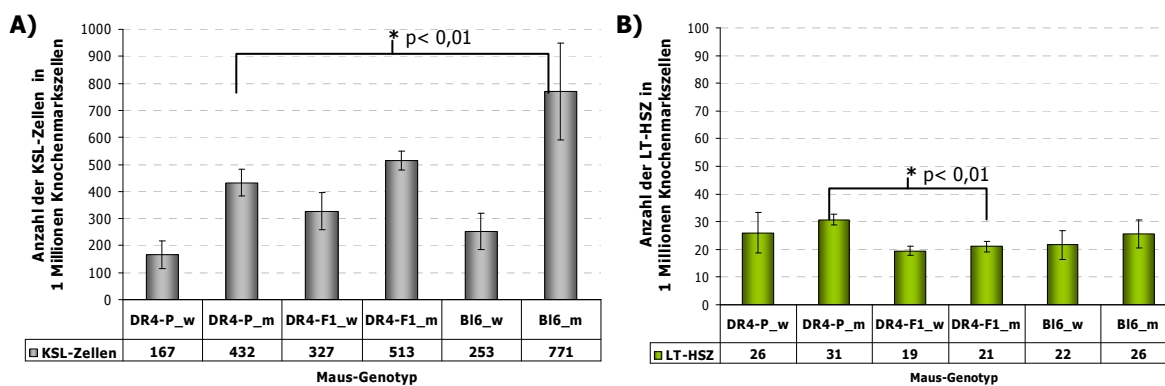 A)
Anzahl der KSL-Zellen in
1 Millionen Knochenmarkszellen
1000
900
800
700
600
500
400
300
200
100
0
* p< 0,01
DR4-P_w DR4-P_m DR4-F1_w DR4-F1_m Bl6_w Bl6_m
KSL-Zellen 167 432 327 513 253 771
Maus-Genotyp
B)
Anzahl der LT-HSZ in
1 Millionen Knochenmarkszellen
100
90
80
70
60
50
40
30
20
10
0
* p< 0,01
DR4-P_w DR4-P_m DR4-F1_w DR4-F1_m Bl6_w Bl6_m
LT-HSZ 26 31 19 21 22 26
Maus-Genotyp